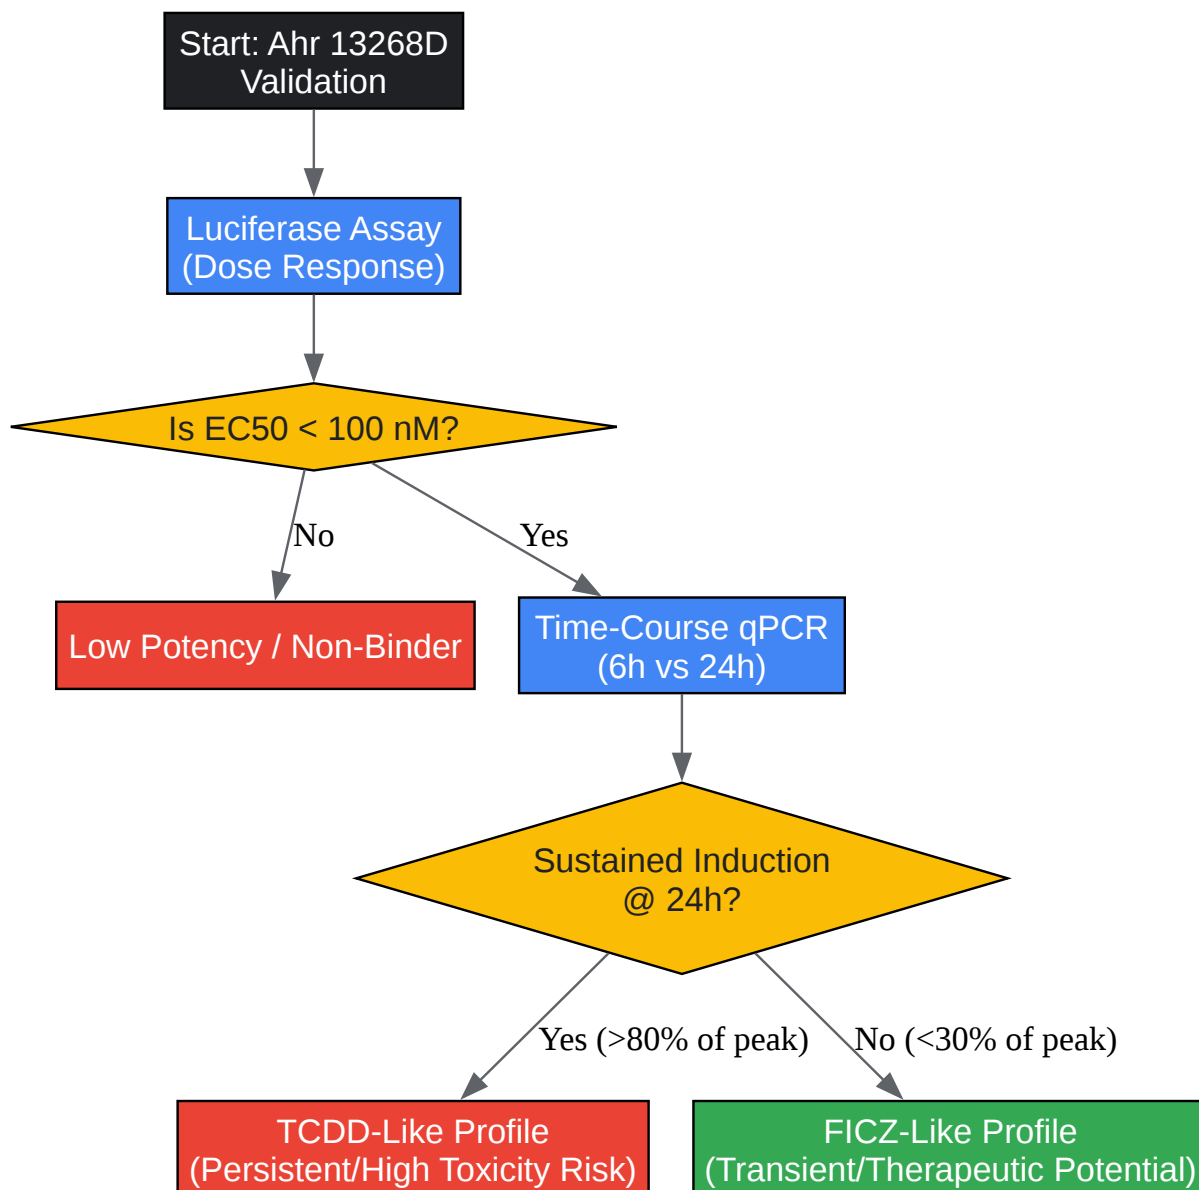 Start: Ahr 13268D
Validation
Luciferase Assay
(Dose Response)
Is EC50 < 100 nM?
No
Yes
Low Potency / Non-Binder
Time-Course qPCR
(6h vs 24h)
Sustained Induction
@ 24h?
Yes (>80% of peak)
No (<30% of peak)
TCDD-Like Profile
(Persistent/High Toxicity Risk)
FICZ-Like Profile
(Transient/Therapeutic Potential)